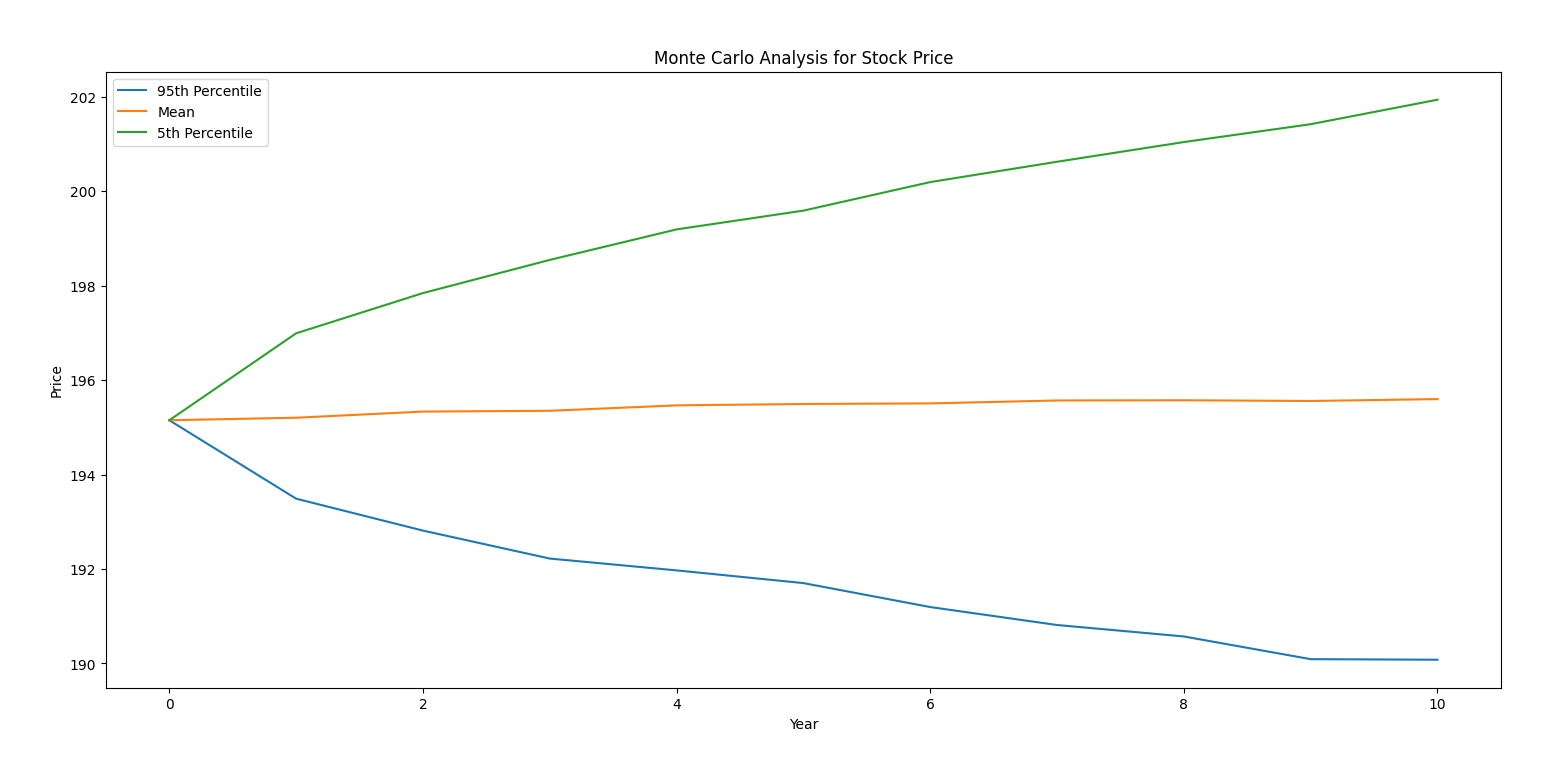 Monte Carlo Analysis for Stock Price
95th Percentile
Mean
5th Percentile
202
200
198
196
194
192
190
Price
0 2 4 6 8 10
Year